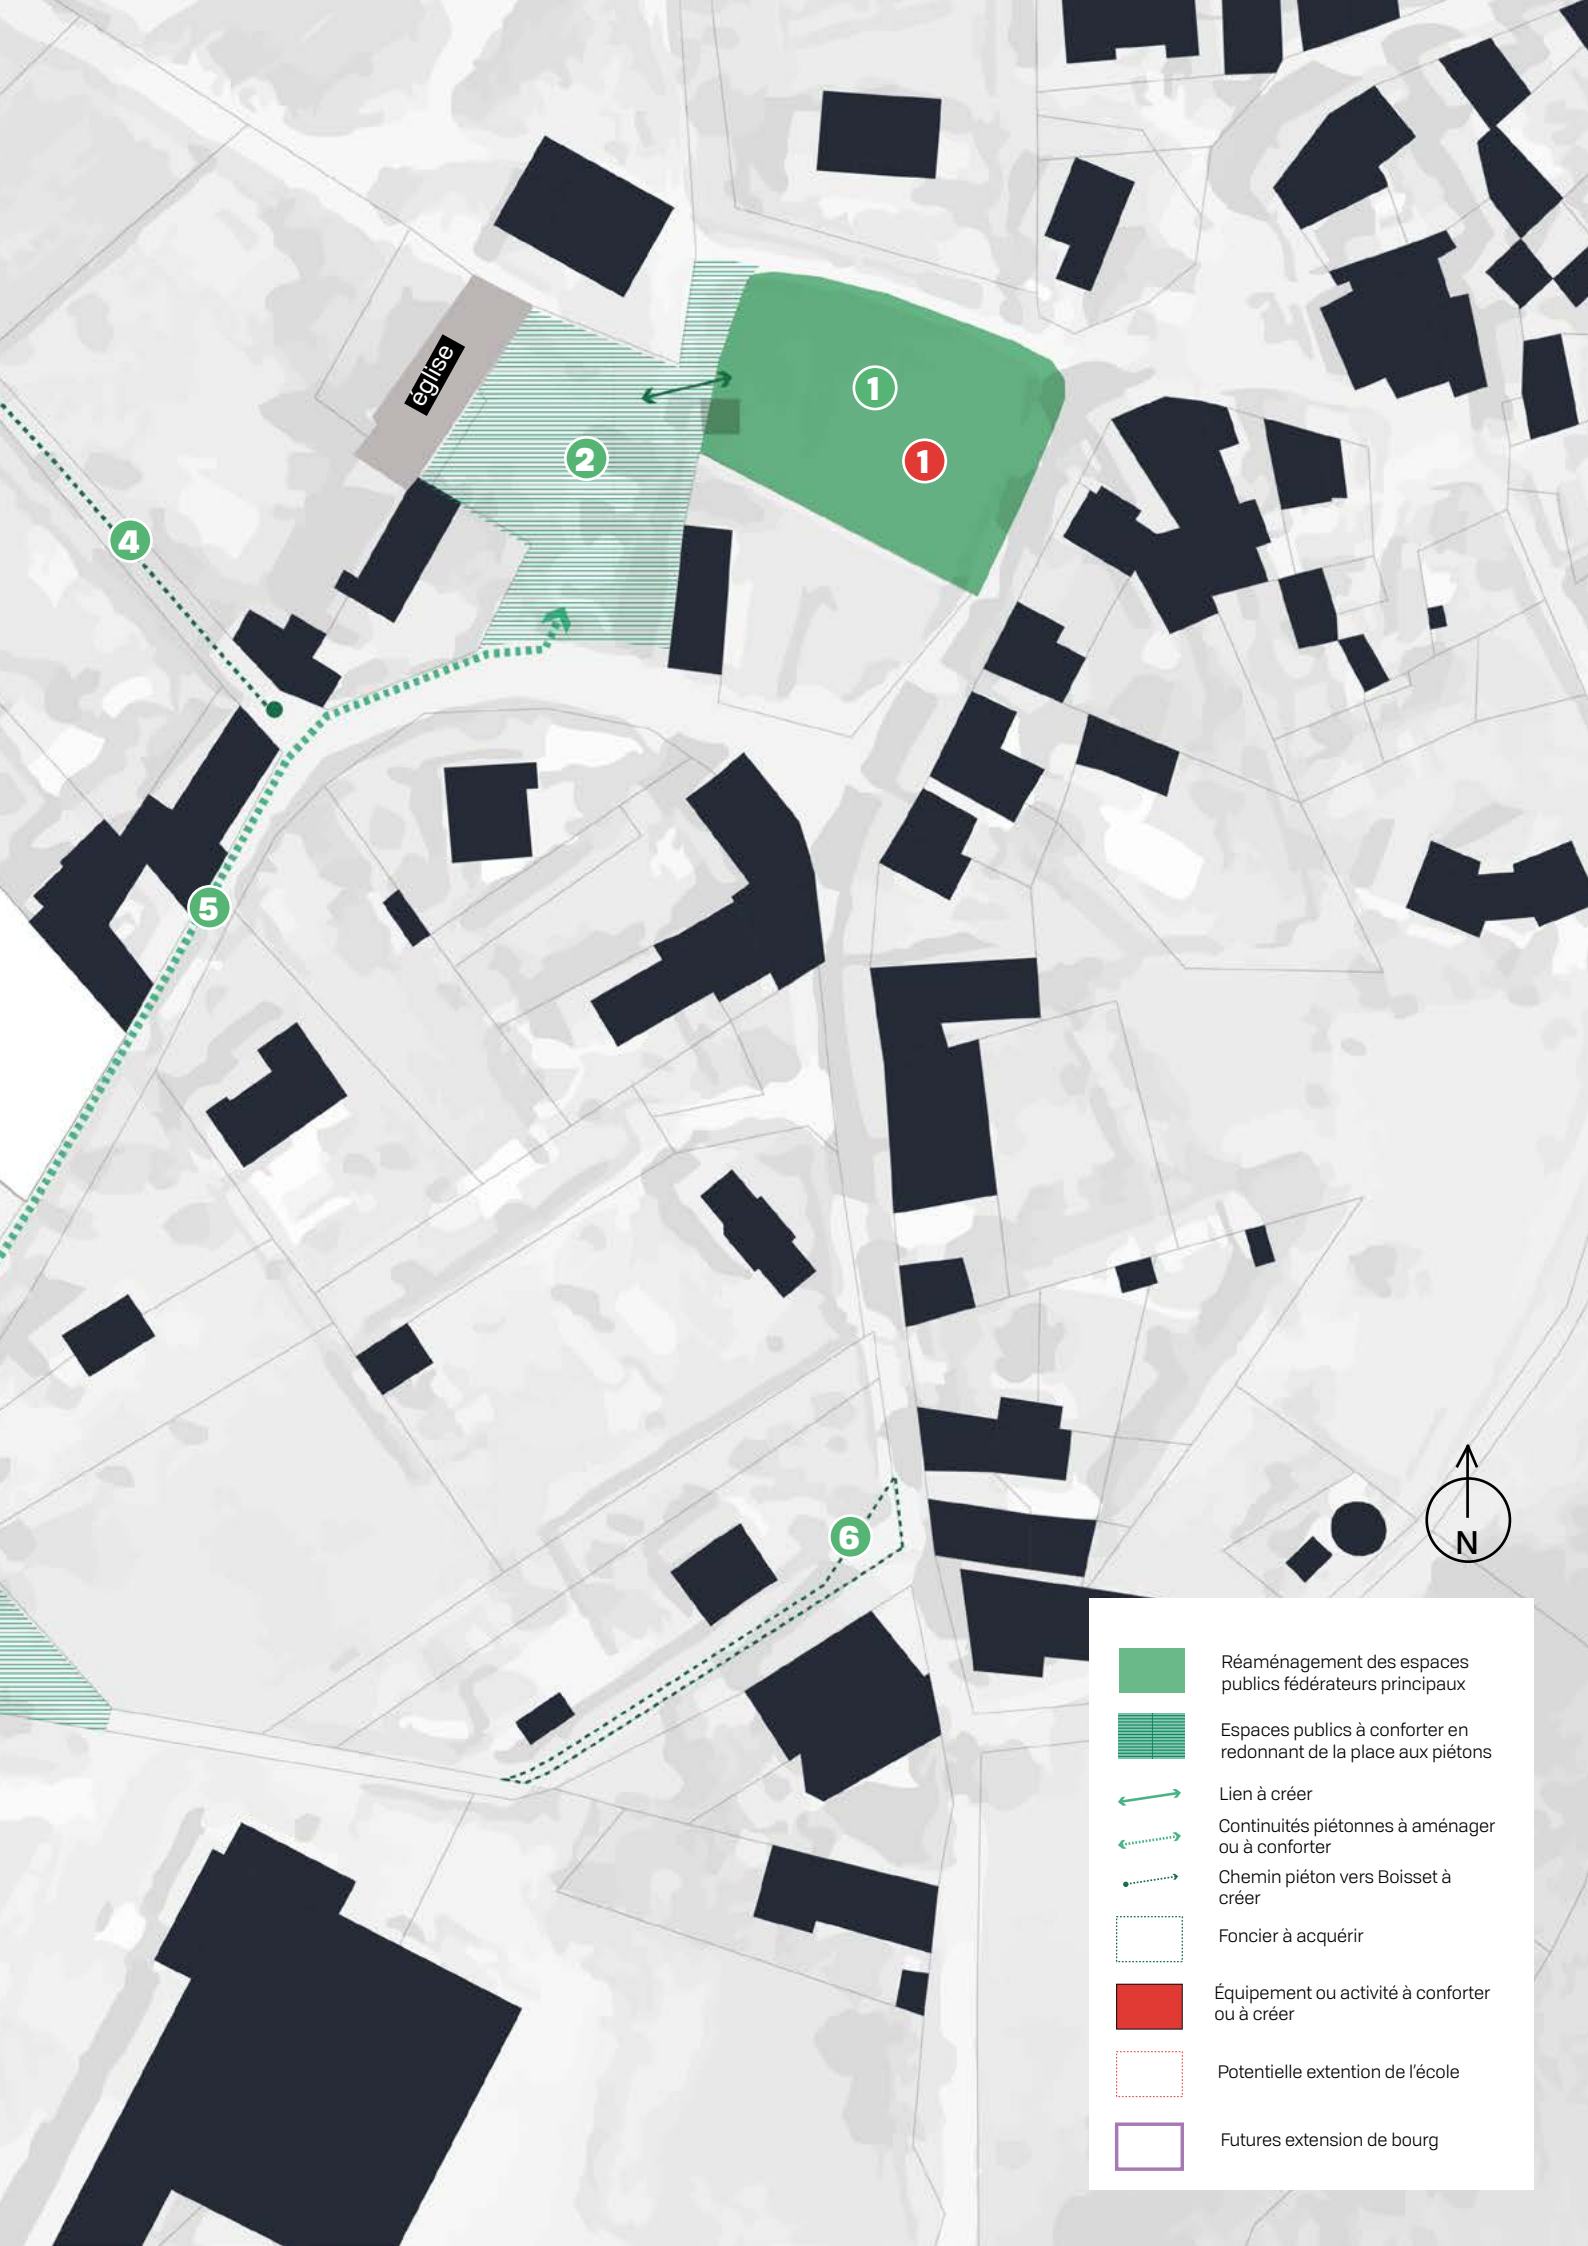 1
église
1
2
4
5
6
N
Réaménagement des espaces
publics fédérateurs principaux
Espaces publics à conforter en
redonnant de la place aux piétons
Lien à créer
Continuités piétonnes à aménager
ou à conforter
Chemin piéton vers Boisset à
créer
Foncier à acquérir
Équipement ou activité à conforter
ou à créer
Potentielle extention de l'école
Futures extension de bourg